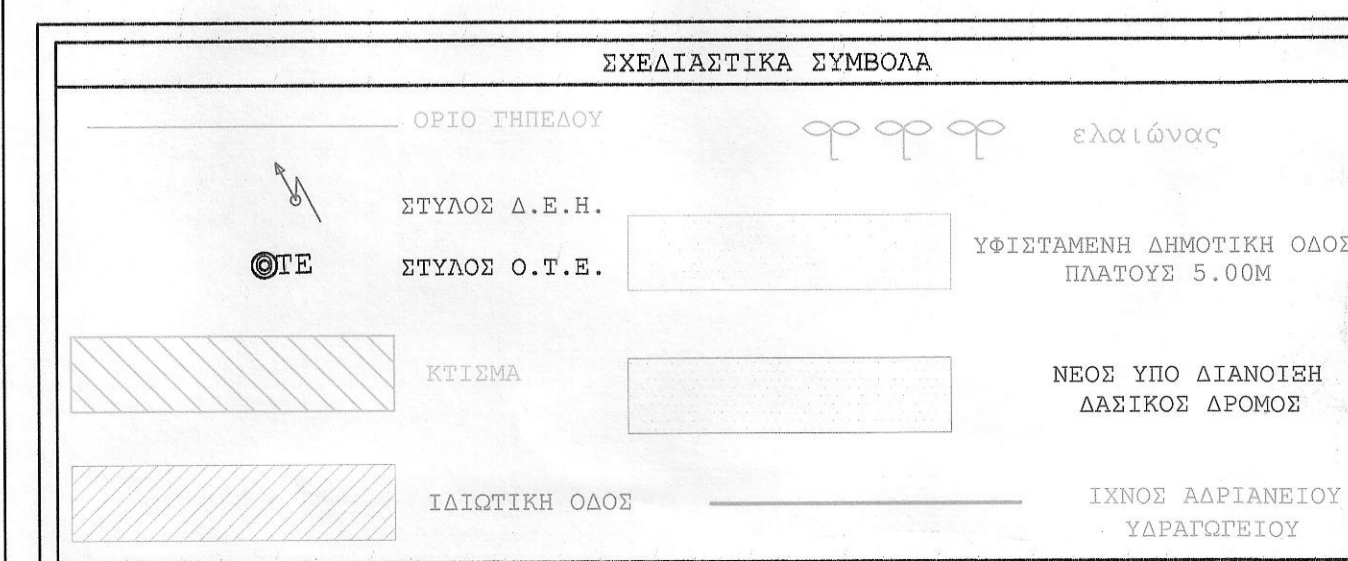 ΣΧΕΔΙΑΣΤΙΚΑ ΣΥΜΒΟΛΑ
ΟΡΙΟ ΓΗΠΕΔΟΥ
ΣΤΥΛΟΣ Δ.Ε.Η.
ΟΤΕ
ΣΤΥΛΟΣ Ο.Τ.Ε.
ΚΤΙΣΜΑ
ΙΔΙΩΤΙΚΗ ΟΔΟΣ
ελαιώνας
ΥΦΙΣΤΑΜΕΝΗ ΔΗΜΟΤΙΚΗ ΟΔΟΣ
ΠΛΑΤΟΥΣ 5.00Μ
ΝΕΟΣ ΥΠΟ ΔΙΑΝΟΙΞΗ
ΔΑΣΙΚΟΣ ΔΡΟΜΟΣ
ΙΧΝΟΣ ΑΔΡΙΑΝΕΙΟΥ
ΥΔΡΑΓΩΓΕΙΟΥ